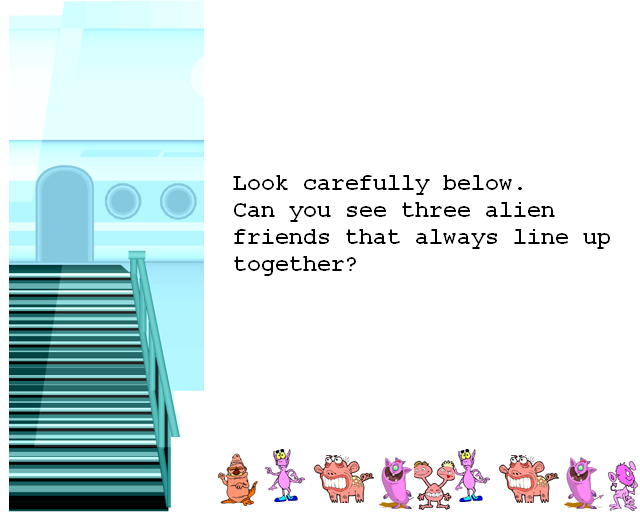 Look carefully below.
Can you see three alien
friends that always line up
together?